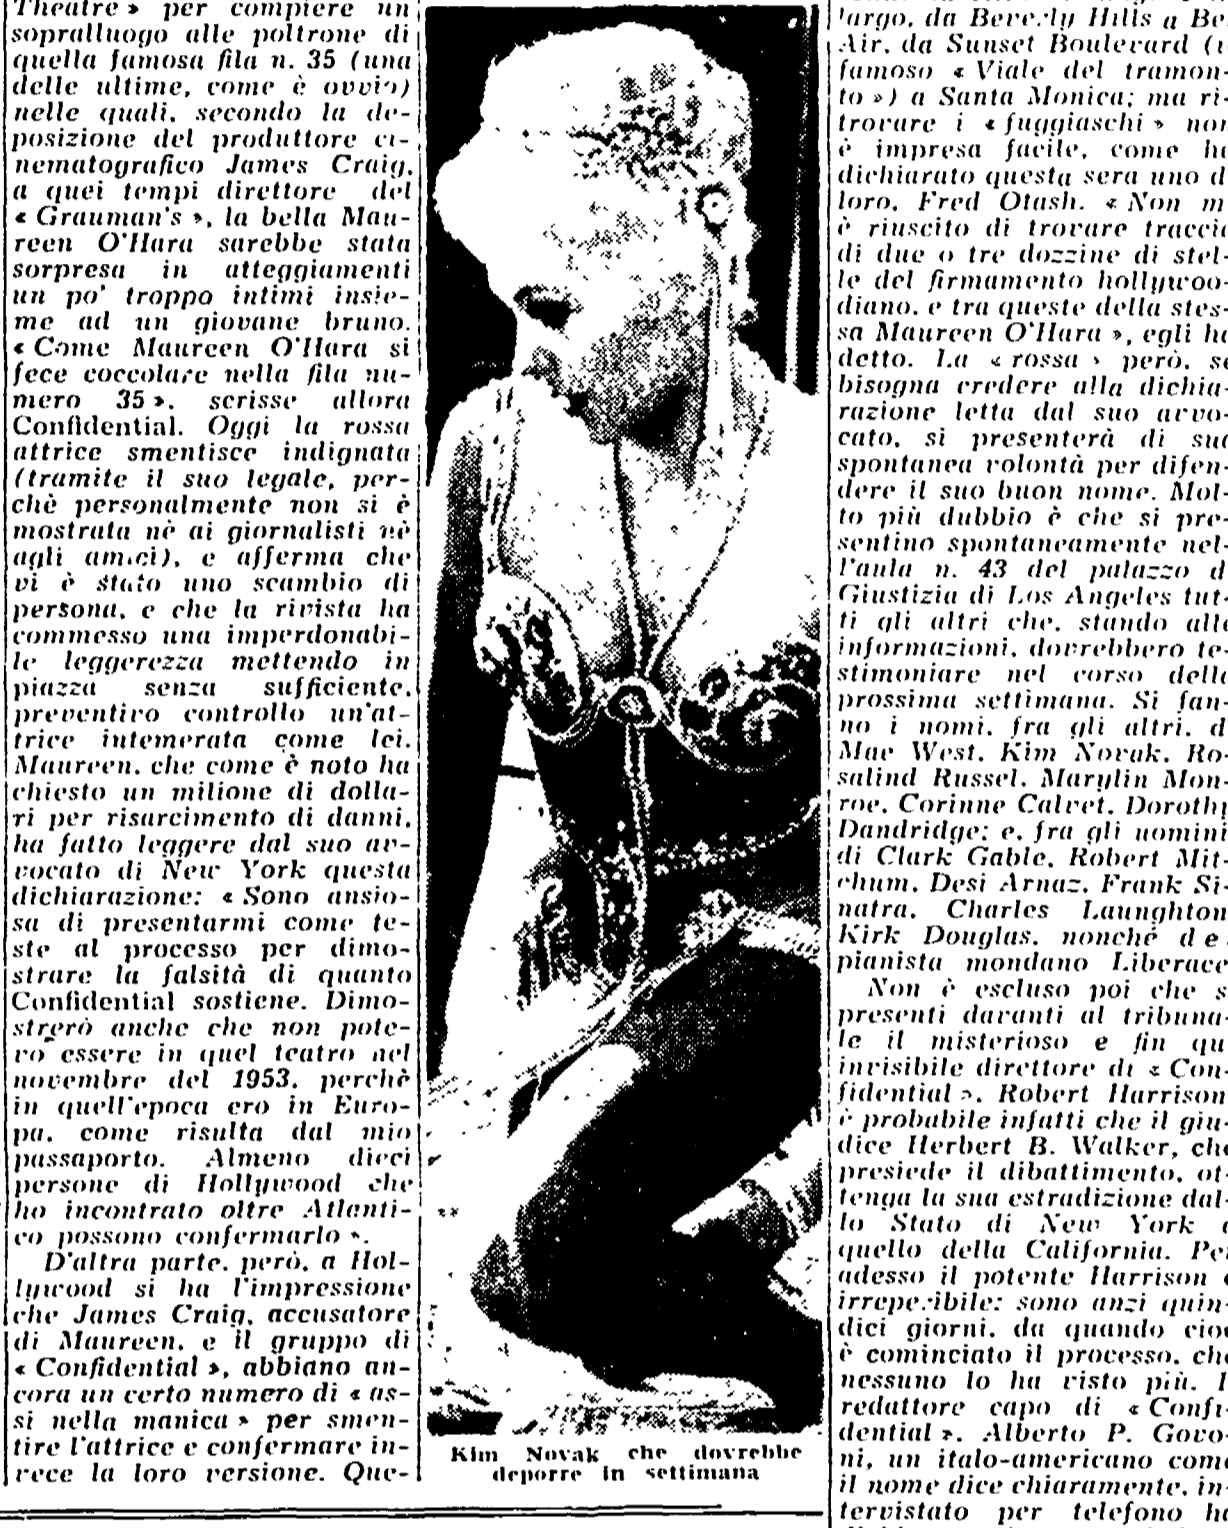 Theatre » per compiere un
sopralluogo alle poltrone di
quella famosa fila n. 35 (una
delle ultime, come è ovvio)
nelle quali, secondo la de-
posizione del produttore ci-
nematografico James Craig,
a quei tempi direttore del
« Grauman's », la bella Mau-
reen O'Hara sarebbe stata
sorpresa in atteggiamenti
un po' troppo intimi insie-
me ad un giovane bruno.
« Come Maureen O'Hara si
fece coccolare nella fila nu-
mero 35 », scrisse allora
Confidential. Oggi la rossa
attrice smentisce indignata
(tramite il suo legale, per-
chè personalmente non si è
mostrata nè ai giornalisti nè
agli amici), e afferma che
vi è stato uno scambio di
persona, e che la rivista ha
commesso una imperdonabi-
le leggerezza mettendo in
piazza senza sufficiente,
preventivo controllo un'at-
trice intemerata come lei.
Maureen, che come è noto ha
chiesto un milione di dolla-
ri per risarcimento di danni,
ha fatto leggere dal suo av-
vocato di New York questa
dichiarazione: « Sono ansio-
sa di presentarmi come te-
ste al processo per dimo-
strare la falsità di quanto
Confidential sostiene. Dimo-
strerò anche che non pote-
vo essere in quel teatro nel
novembre del 1953, perchè
in quell'epoca ero in Euro-
pa, come risulta dal mio
passaporto. Almeno dieci
persone di Hollywood che
ho incontrato oltre Atlanti-
co possono confermarlo ».
D'altra parte, però, a Hol-
lywood si ha l'impressione
che James Craig, accusatore
di Maureen, e il gruppo di
« Confidential », abbiano an-
cora un certo numero di « as-
si nella manica » per smen-
tire l'attrice e confermare in-
vece la loro versione. Que-
Kim Novak che dovrebbe
deporre in settimana
largo, da Beverly Hills a Be
Air, da Sunset Boulevard (i
famoso « Viale del tramon-
to ») a Santa Monica; ma ri-
trovare i « fuggiaschi » non
è impresa facile, come ha
dichiarato questa sera uno d
loro, Fred Otash. « Non m
è riuscito di trovare traccia
di due o tre dozzine di stel-
le del firmamento hollywoo-
diano, e tra queste della stes-
sa Maureen O'Hara », egli ha
detto. La « rossa » però, se
bisogna credere alla dichia-
razione letta dal suo avvo-
cato, si presenterà di sua
spontanea volontà per difen-
dere il suo buon nome. Mol-
to più dubbio è che si pre-
sentino spontaneamente nel-
l'aula n. 43 del palazzo d
Giustizia di Los Angeles tut-
ti gli altri che, stando alle
informazioni, dovrebbero te-
stimoniare nel corso della
prossima settimana. Si fan-
no i nomi, fra gli altri, d
Mae West, Kim Novak, Ro-
salind Russel, Marylin Mon-
roe, Corinne Calvet, Dorothy
Dandridge; e, fra gli uomini
di Clark Gable, Robert Mit-
chum, Desi Arnaz, Frank Si-
natra, Charles Launghton
Kirk Douglas, nonchè de
pianista mondano Liberace
Non è escluso poi che s
presenti davanti al tribuna-
le il misterioso e fin qu
invisibile direttore di « Con-
fidential ». Robert Harrison
è probabile infatti che il giu-
dice Herbert B. Walker, che
presiede il dibattimento, ot-
tenga la sua estradizione dal-
lo Stato di New York a
quello della California. Per
adesso il potente Harrison è
irreperibile: sono anzi quin-
dici giorni, da quando cioè
è cominciato il processo, che
nessuno lo ha visto più. I
redattore capo di « Confi-
dential ». Alberto P. Govo-
ni, un italo-americano come
il nome dice chiaramente, in-
tervistato per telefono ha